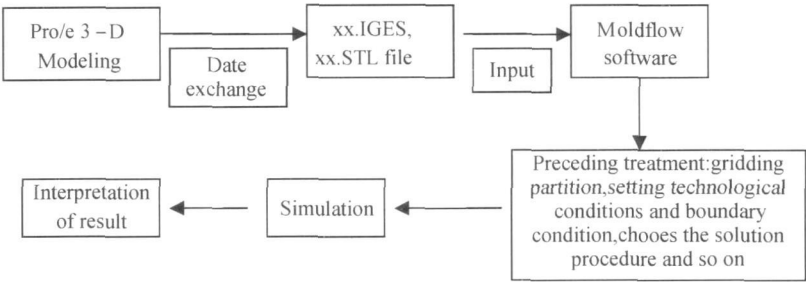 Pro/e 3-D
Modeling
Date
exchange
xx.IGES,
xx.STL file
Input
Moldflow
software
Preceding treatment:gridding
partition,setting technological
conditions and boundary
condition,chooes the solution
procedure and so on
Simulation
Interpretation
of result